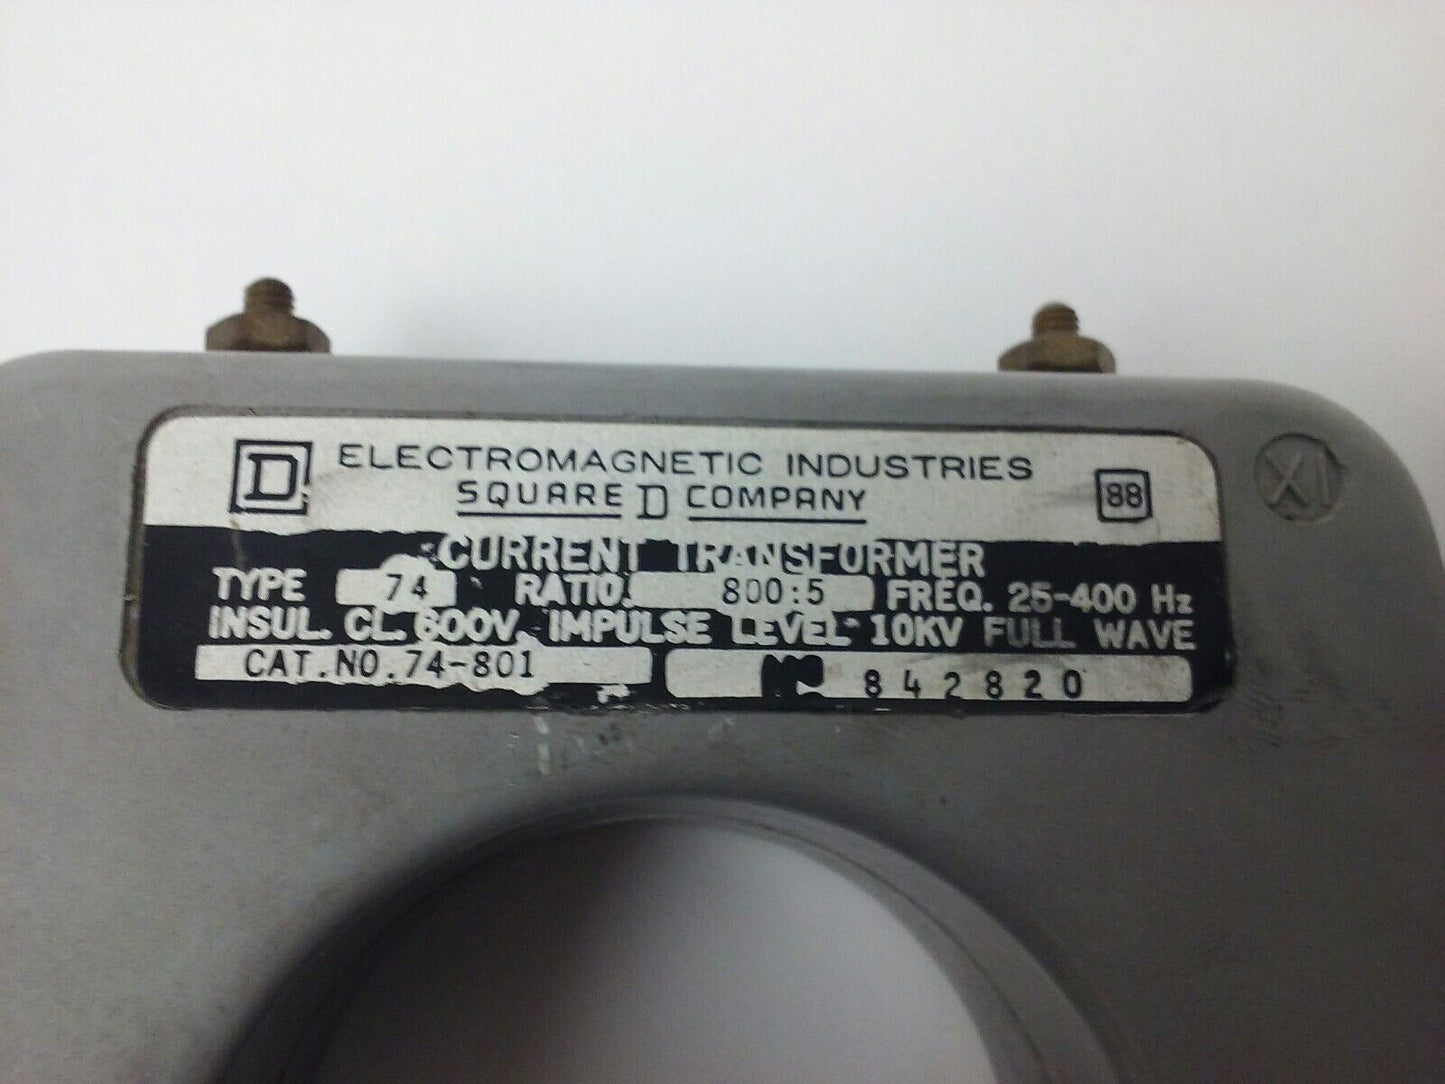 D ELECTROMAGNETIC INDUSTRIES
SQUARE D COMPANY
88
X1
CURRENT TRANSFORMER
TYPE 74 RATIO. 800:5 FREQ. 25-400 Hz
INSUL. CL. 600V. IMPULSE LEVEL 10KV FULL WAVE
CAT.NO.74-801 842820